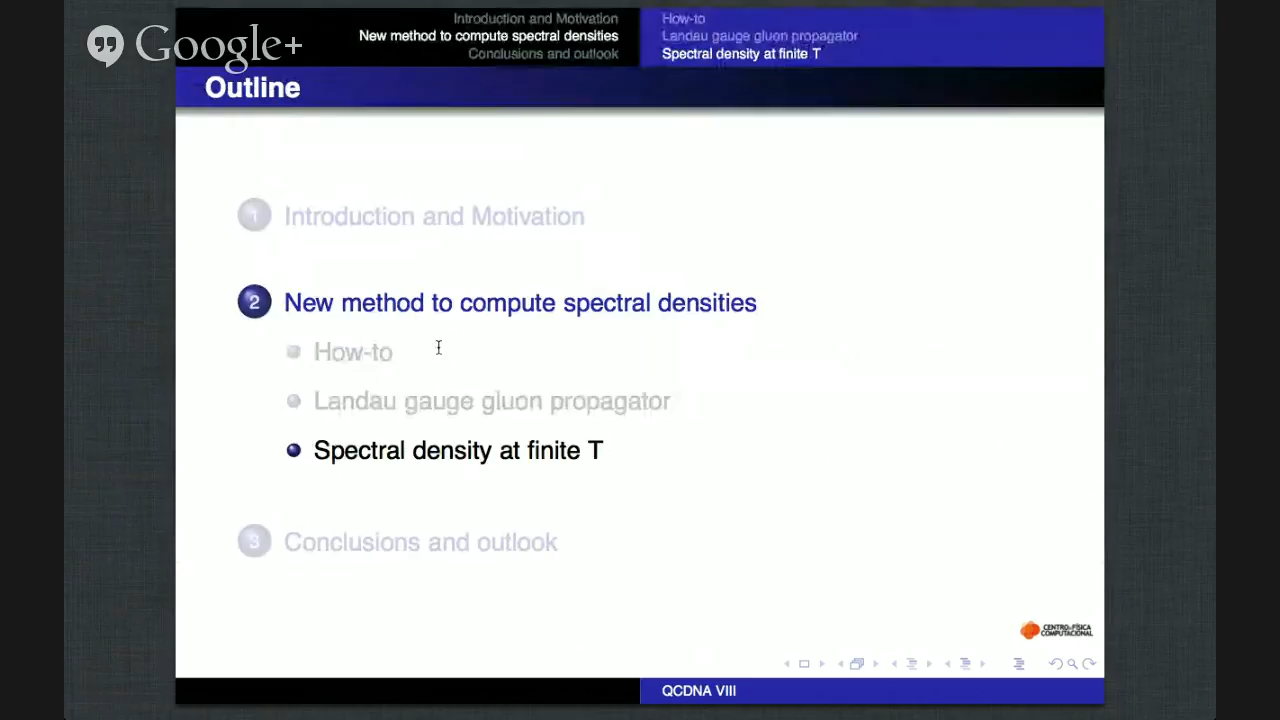 Google+
Introduction and Motivation
New method to compute spectral densities
Conclusions and outlook
How-to
Landau gauge gluon propagator
Spectral density at finite T
Outline
1 Introduction and Motivation
2 New method to compute spectral densities
How-to
Landau gauge gluon propagator
Spectral density at finite T
3 Conclusions and outlook
CENTRO DE FÍSICA
COMPUTACIONAL
QCDNA VIII